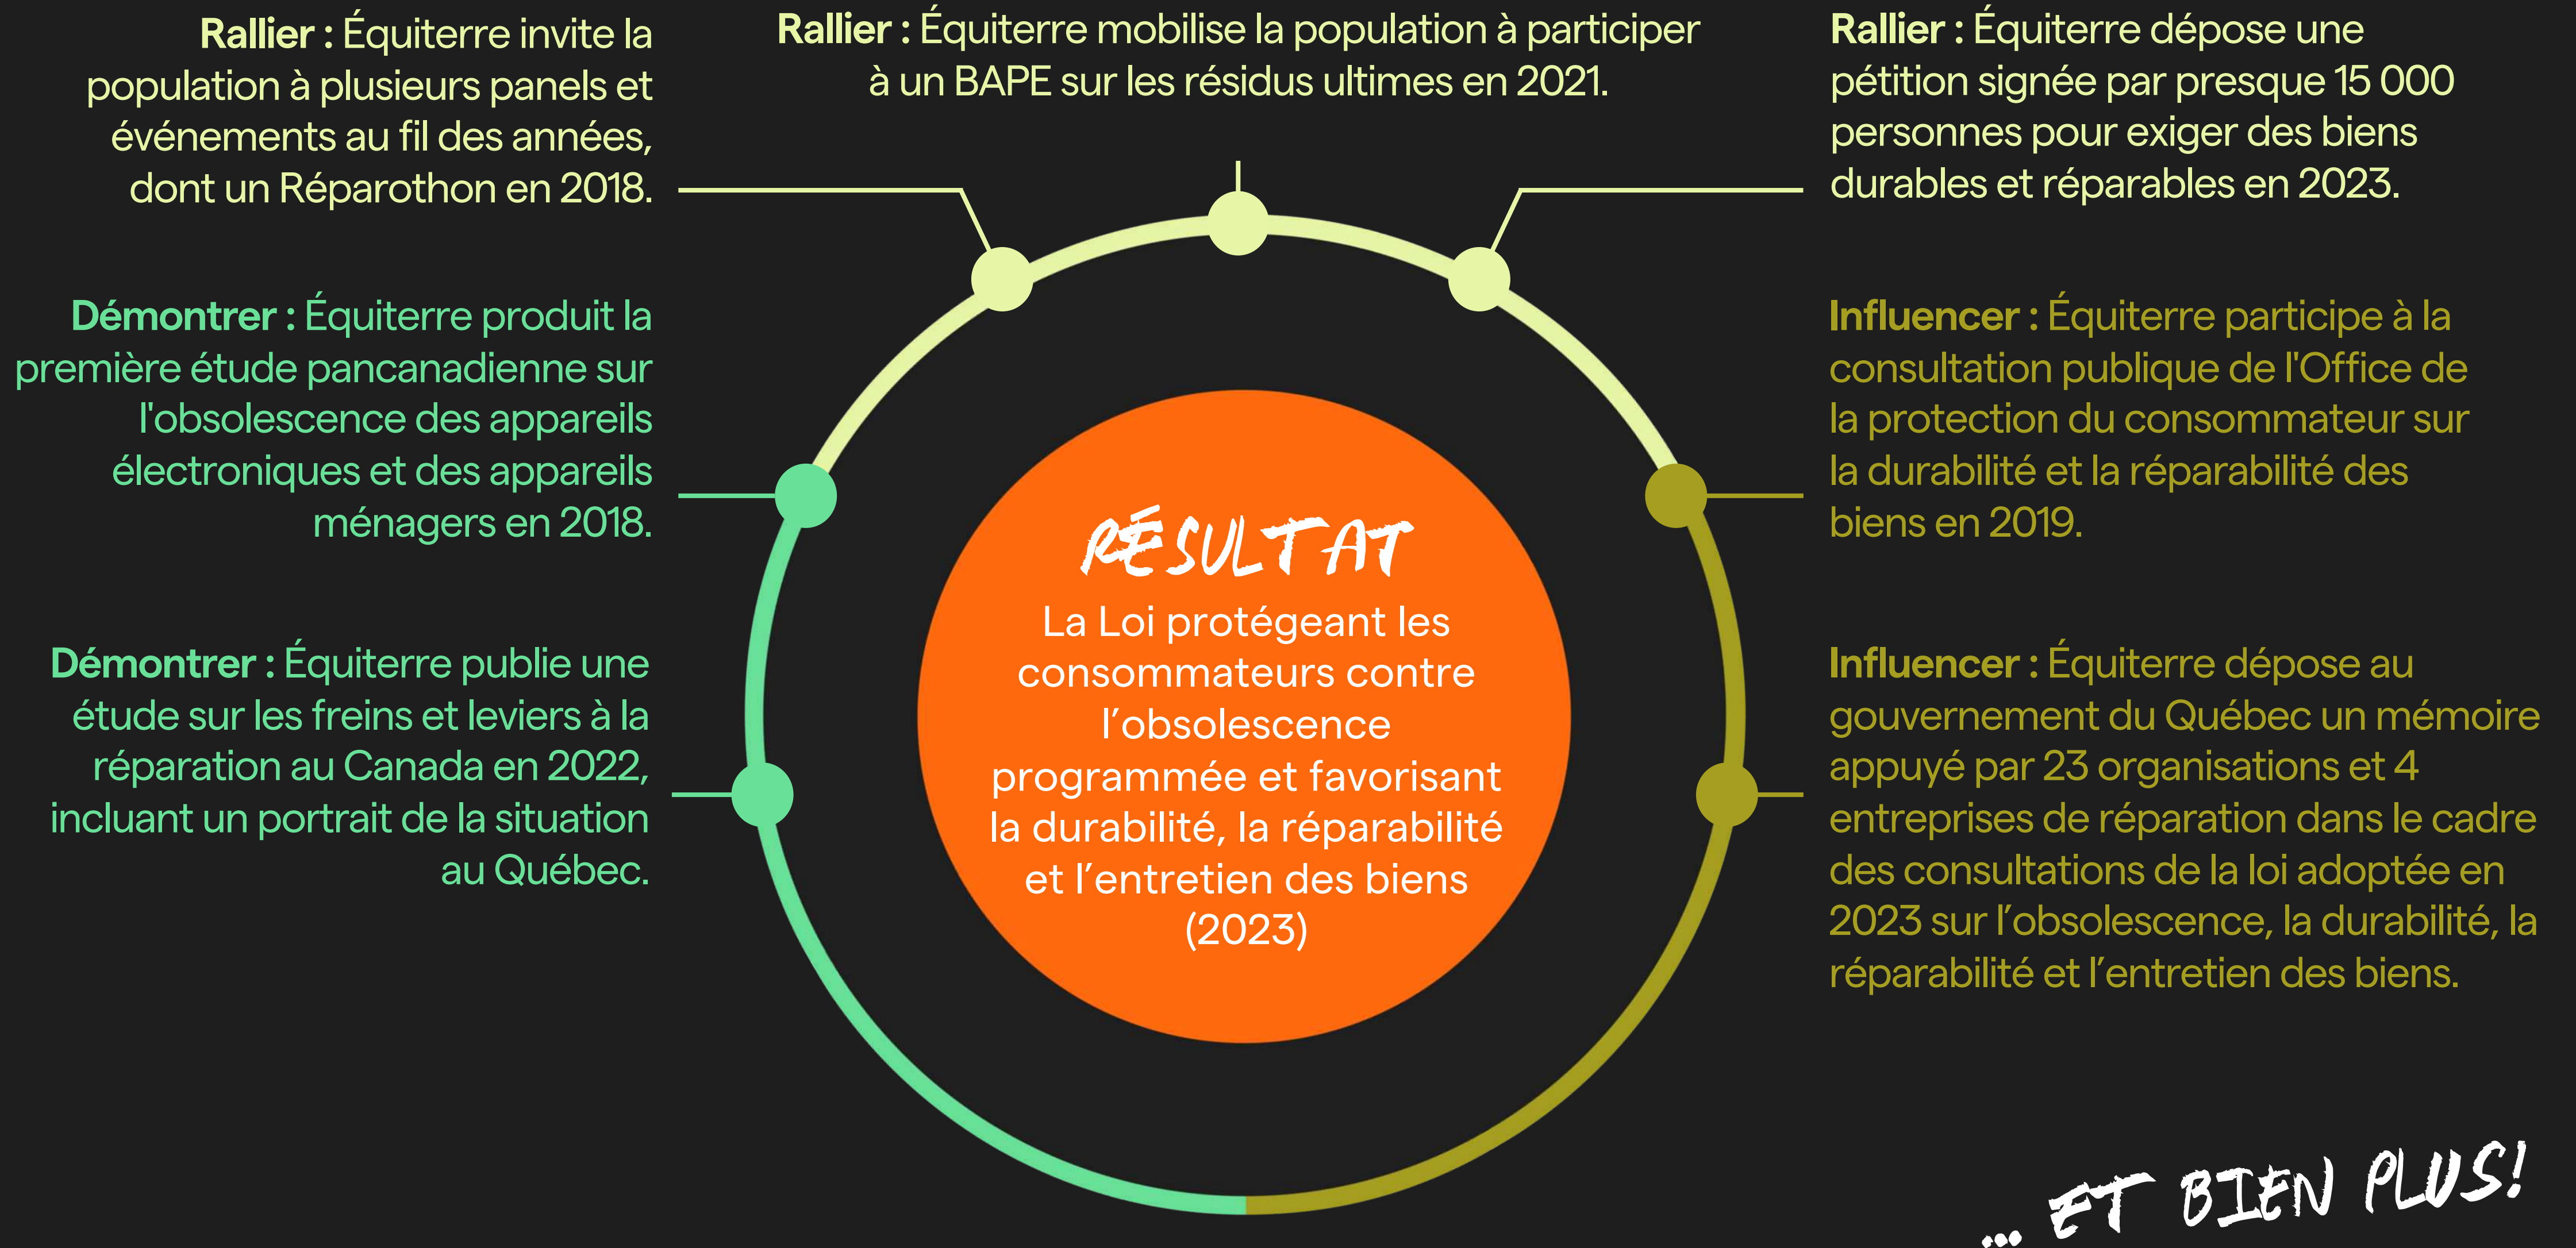 Rallier : Équiterre invite la
population à plusieurs panels et
événements au fil des années,
dont un Réparothon en 2018.
Rallier : Équiterre mobilise la population à participer
à un BAPE sur les résidus ultimes en 2021.
Rallier : Équiterre dépose une
pétition signée par presque 15 000
personnes pour exiger des biens
durables et réparables en 2023.
Démontrer : Équiterre produit la
première étude pancanadienne sur
l'obsolescence des appareils
électroniques et des appareils
ménagers en 2018.
Influencer : Équiterre participe à la
consultation publique de l'Office de
la protection du consommateur sur
la durabilité et la réparabilité des
biens en 2019.
RÉSULTAT
La Loi protégeant les
consommateurs contre
l’obsolescence
programmée et favorisant
la durabilité, la réparabilité
et l’entretien des biens
(2023)
Démontrer : Équiterre publie une
étude sur les freins et leviers à la
réparation au Canada en 2022,
incluant un portrait de la situation
au Québec.
Influencer : Équiterre dépose au
gouvernement du Québec un mémoire
appuyé par 23 organisations et 4
entreprises de réparation dans le cadre
des consultations de la loi adoptée en
2023 sur l’obsolescence, la durabilité, la
réparabilité et l’entretien des biens.
... ET BIEN PLUS!